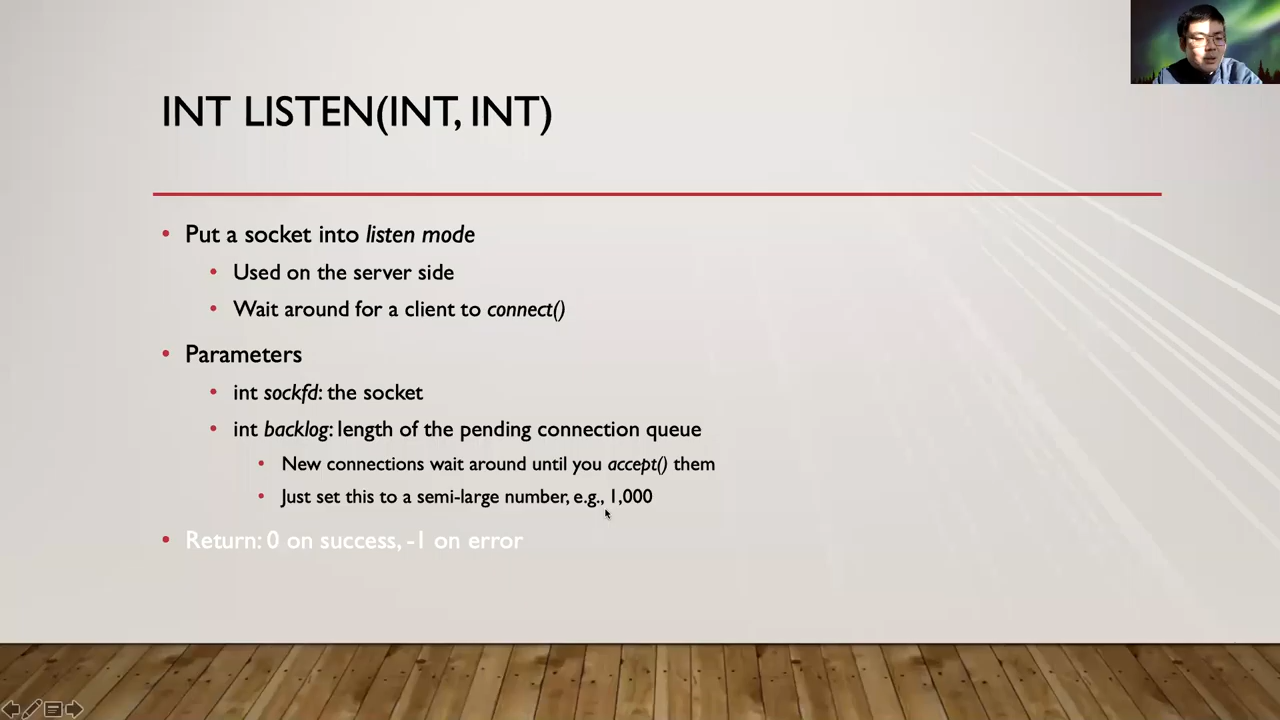 INT LISTEN(INT, INT)
• Put a socket into listen mode
• Used on the server side
• Wait around for a client to connect()
• Parameters
• int sockfd: the socket
• int backlog: length of the pending connection queue
• New connections wait around until you accept() them
• Just set this to a semi-large number, e.g., 1,000
• Return: 0 on success, -1 on error